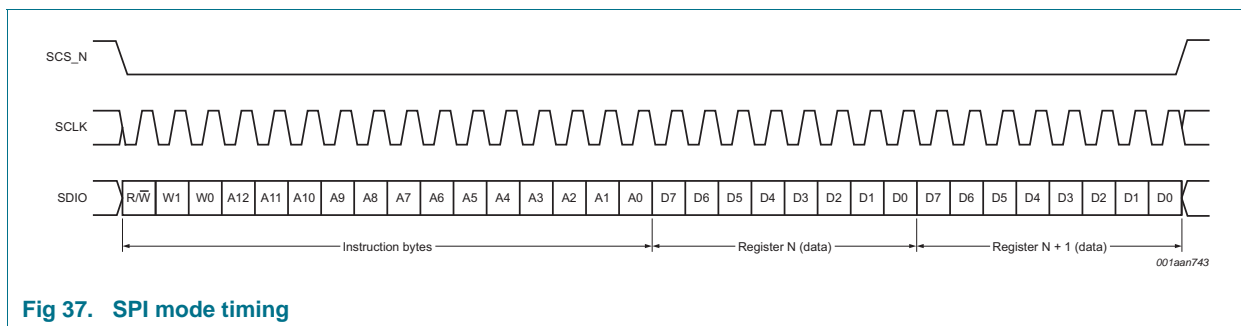 SCS_N
SCLK
SDIO R/W̅ W1 W0 A12 A11 A10 A9 A8 A7 A6 A5 A4 A3 A2 A1 A0 D7 D6 D5 D4 D3 D2 D1 D0 D7 D6 D5 D4 D3 D2 D1 D0
Instruction bytes Register N (data) Register N + 1 (data)
001aan743
Fig 37. SPI mode timing